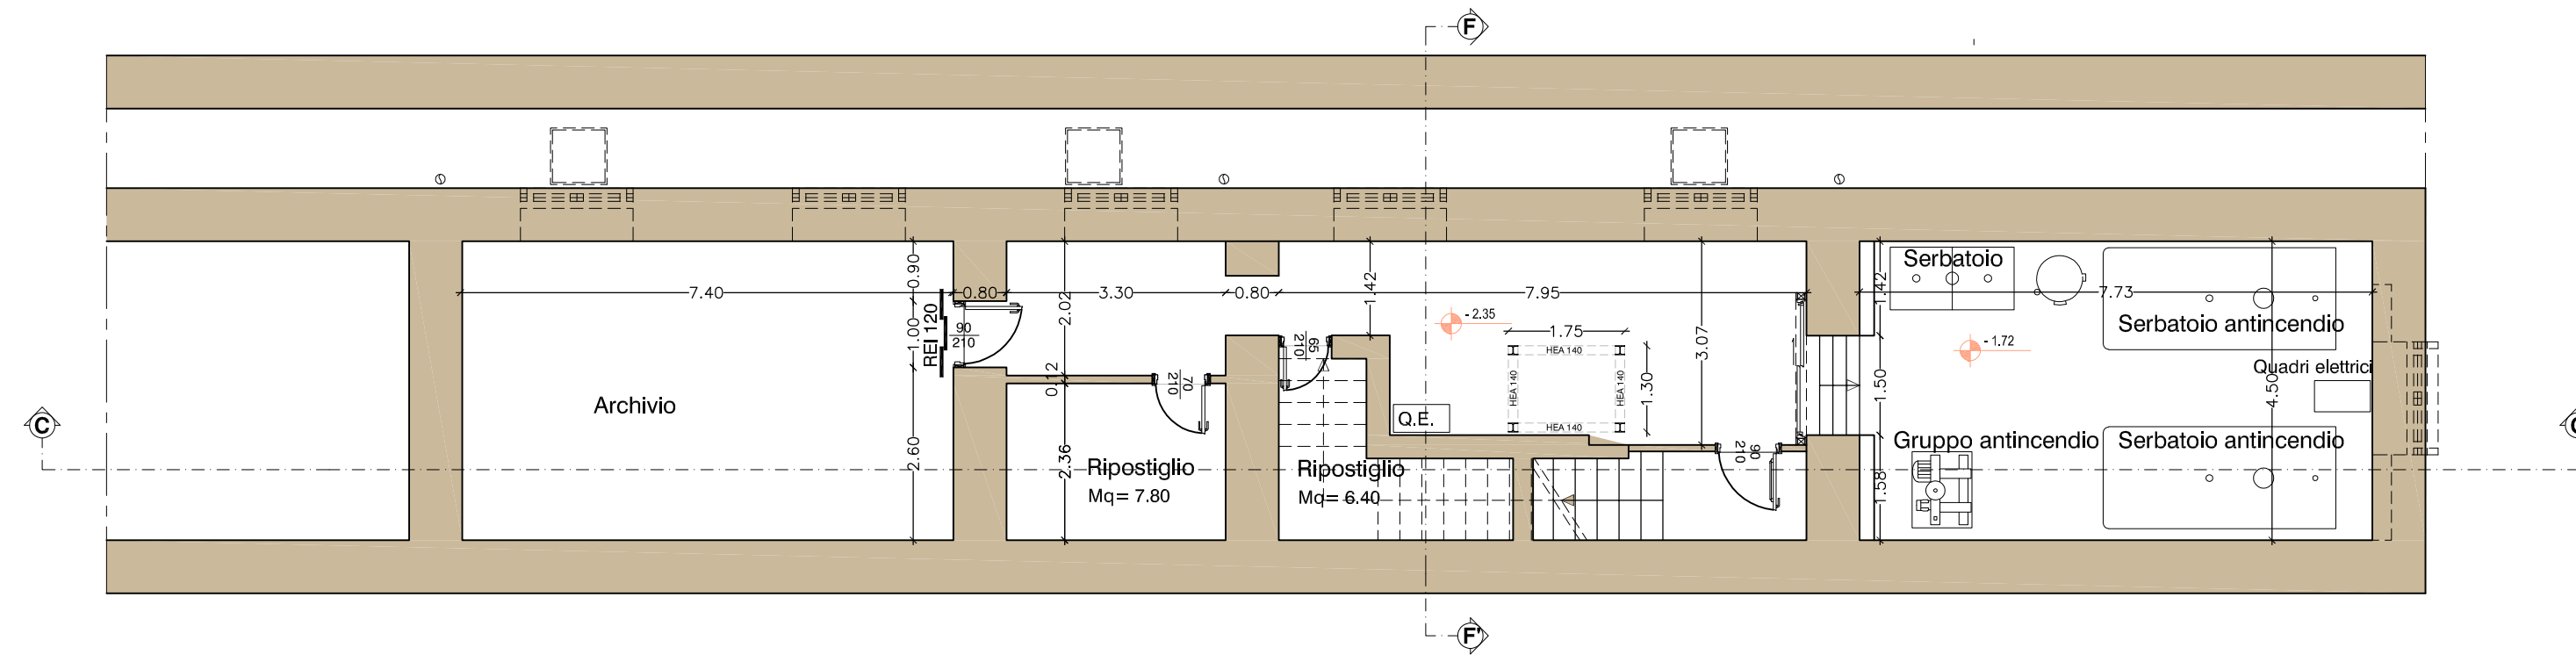 F
Serbatoio
0.90
1.42
1.42
7.40
0.80
3.30
0.80
7.95
7.73
2.02
- 2.35
Serbatoio antincendio
REI 120
1.00
90
210
65
210
1.75
3.07
- 1.72
HEA 140
Quadri elettrici
0.12
70
210
HEA 140
HEA 140
1.30
1.50
4.50
Archivio
Q.E.
HEA 140
C
Gruppo antincendio
Serbatoio antincendio
2.60
2.36
90
210
Ripostiglio
Ripostiglio
1.58
Mq= 7.80
Mq= 6.40
F'